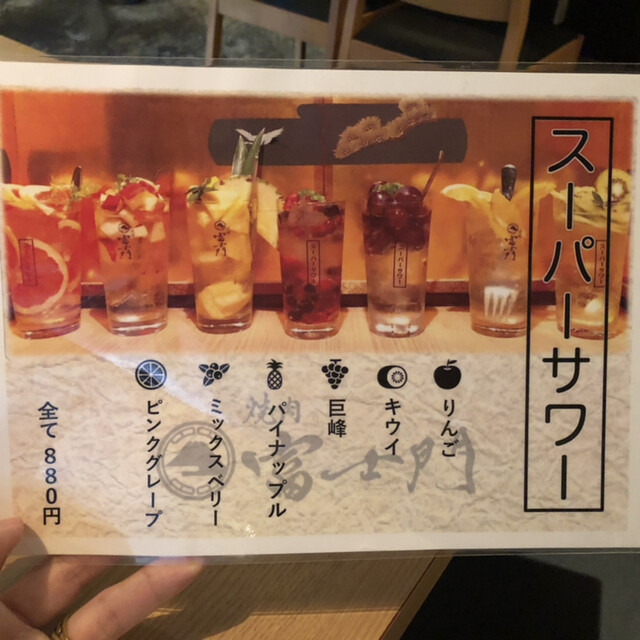 スーパーサワー
りんご
キウイ
巨峰
パイナップル
ミックスベリー
ピンクグレープ
全て880円
焼肉
富士門